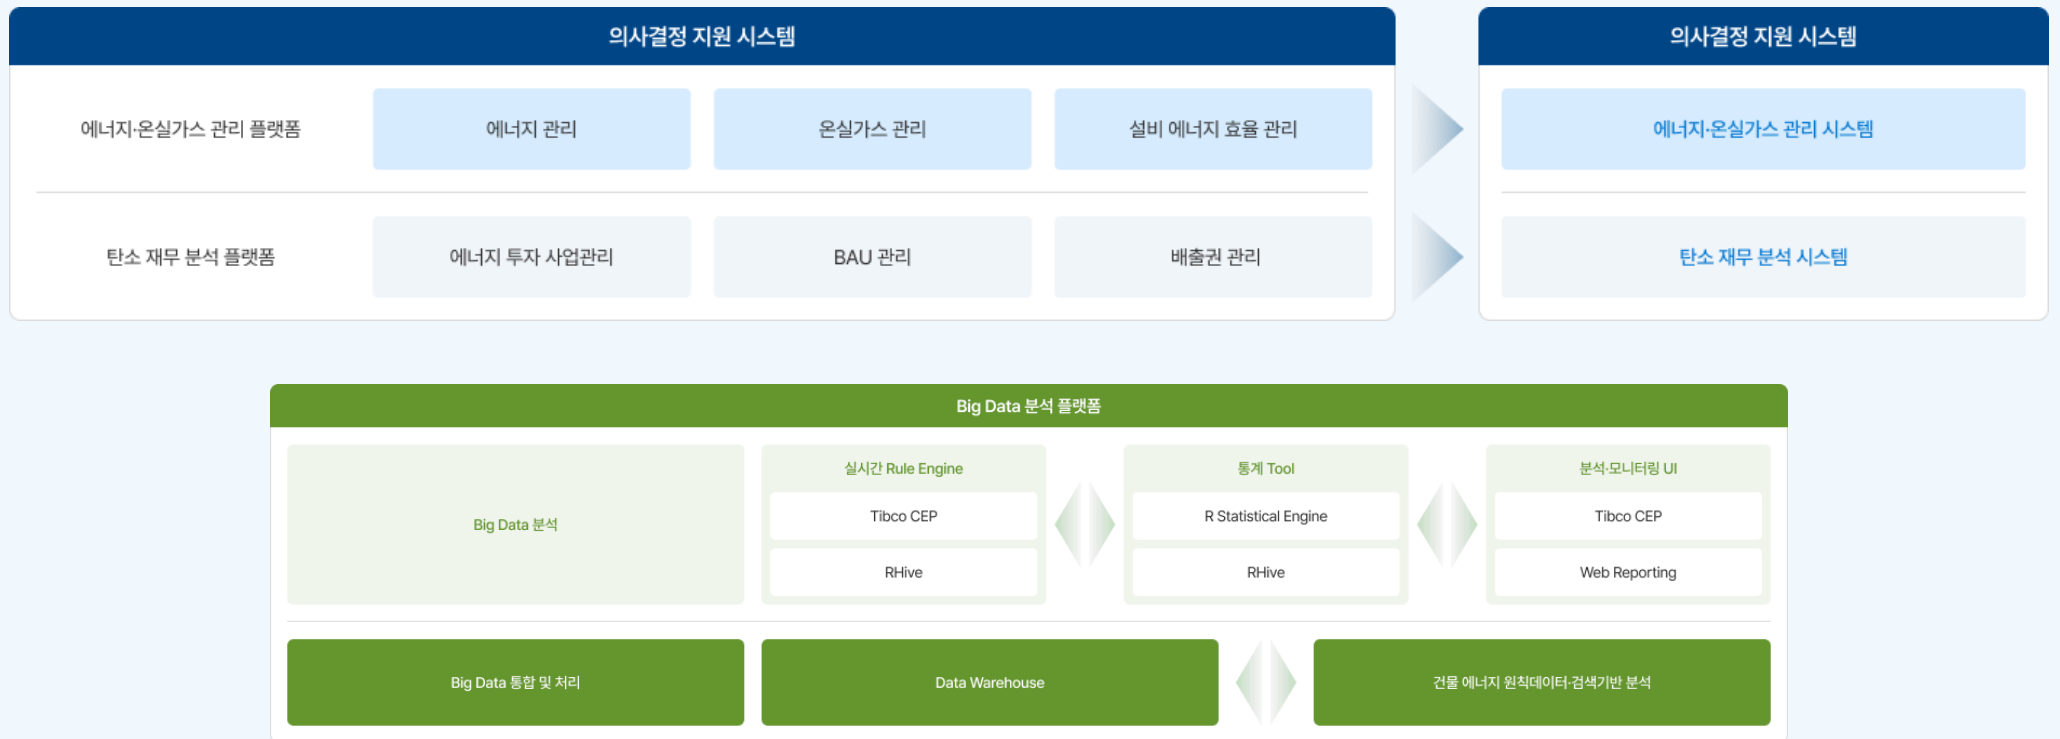 의사결정 지원 시스템
에너지·온실가스 관리 플랫폼
에너지 관리
온실가스 관리
설비 에너지 효율 관리
탄소 재무 분석 플랫폼
에너지 투자 사업관리
BAU 관리
배출권 관리
의사결정 지원 시스템
에너지·온실가스 관리 시스템
탄소 재무 분석 시스템
Big Data 분석 플랫폼
Big Data 분석
실시간 Rule Engine
Tibco CEP
RHive
통계 Tool
R Statistical Engine
RHive
분석·모니터링 UI
Tibco CEP
Web Reporting
Big Data 통합 및 처리
Data Warehouse
건물 에너지 원칙데이터·검색기반 분석